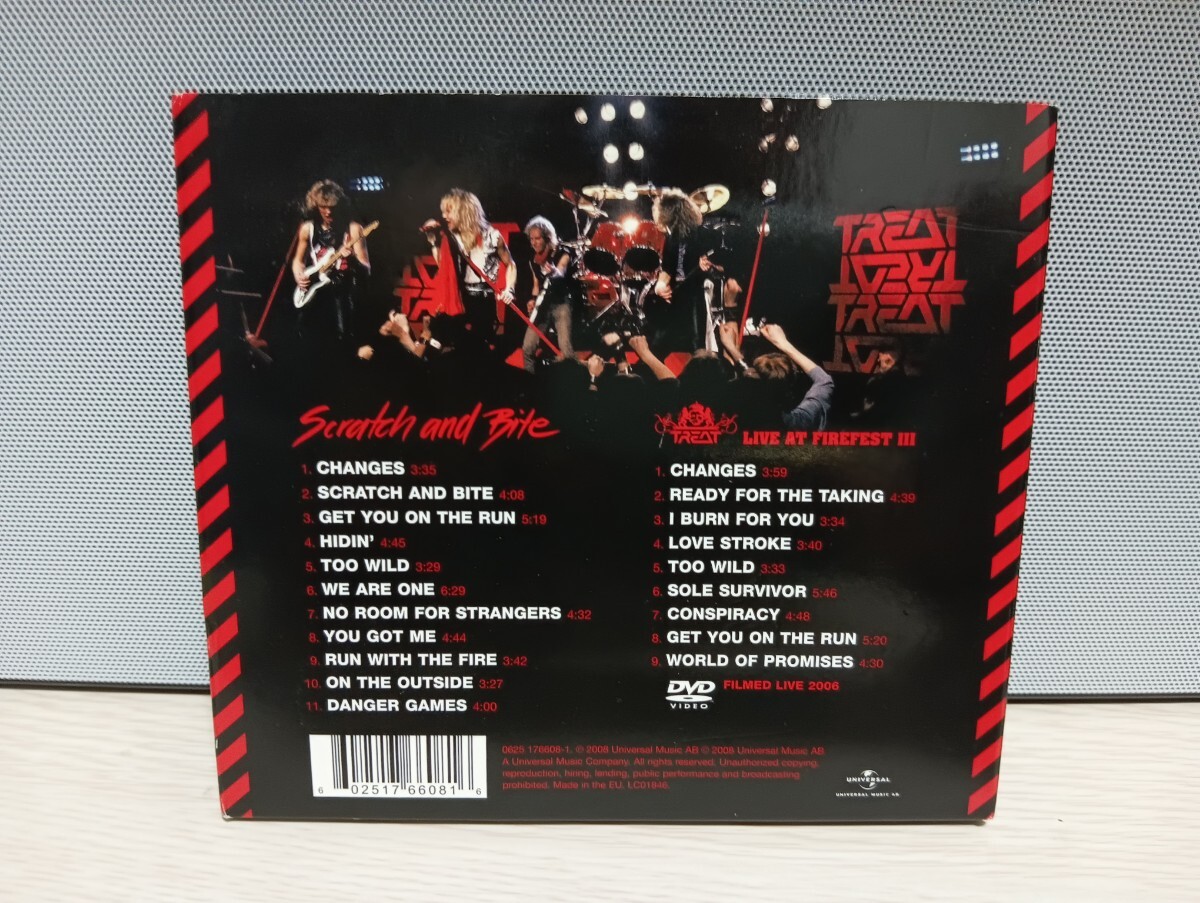 TREAT
TREAT
TREAT
TREAT
Scratch and Bite
1. CHANGES 3:35
2. SCRATCH AND BITE 4:08
3. GET YOU ON THE RUN 5:19
4. HIDIN' 4:45
5. TOO WILD 3:29
6. WE ARE ONE 6:29
7. NO ROOM FOR STRANGERS 4:32
8. YOU GOT ME 4:44
9. RUN WITH THE FIRE 3:42
10. ON THE OUTSIDE 3:27
11. DANGER GAMES 4:00
TREAT LIVE AT FIREFEST III
1. CHANGES 3:59
2. READY FOR THE TAKING 4:39
3. I BURN FOR YOU 3:34
4. LOVE STROKE 3:40
5. TOO WILD 3:33
6. SOLE SURVIVOR 5:46
7. CONSPIRACY 4:48
8. GET YOU ON THE RUN 5:20
9. WORLD OF PROMISES 4:30
DVD VIDEO FILMED LIVE 2006
6 02517 66081 6
0625 176608-1. ℗ 2008 Universal Music AB © 2008 Universal Music AB
A Universal Music Company. All rights reserved. Unauthorized copying,
reproduction, hiring, lending, public performance and broadcasting
prohibited. Made in the EU. LC01846.
UNIVERSAL
UNIVERSAL MUSIC AB